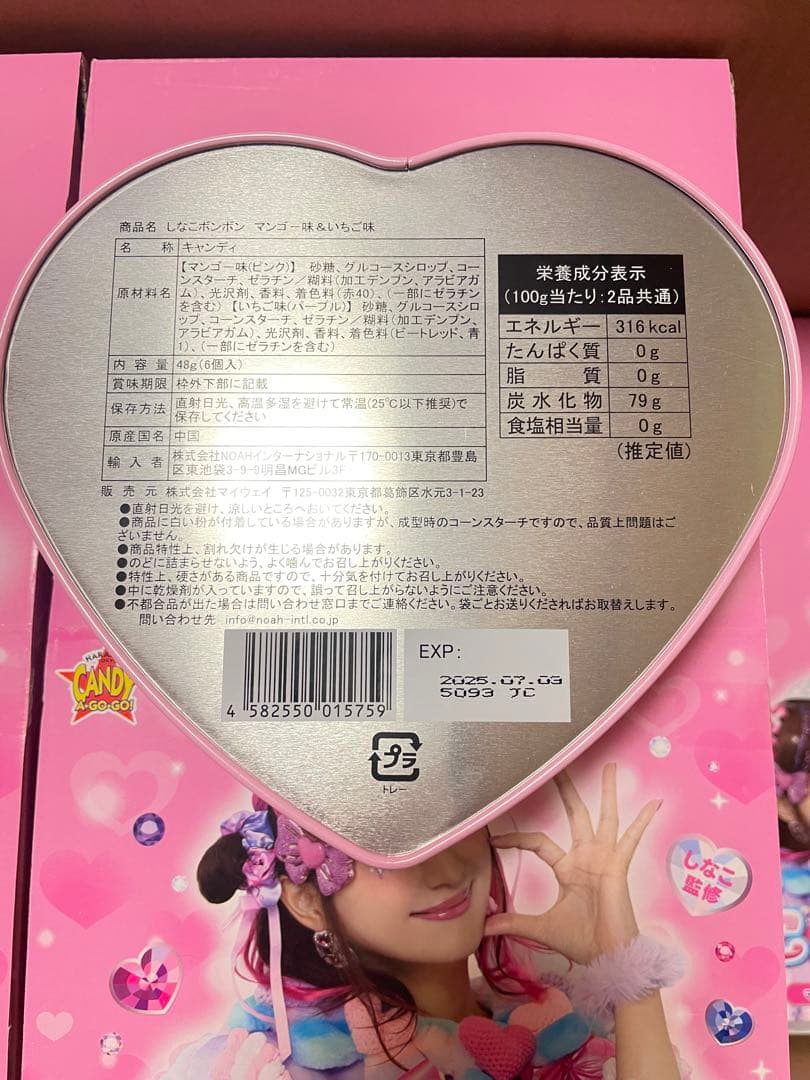 商品名 しなこボンボン マンゴー味&いちご味
名 称 キャンディ
原材料名
【マンゴー味(ピンク)】 砂糖、グルコースシロップ、コー
ンスターチ、ゼラチン/糊料(加工デンプン、アラビアガ
ム)、光沢剤、香料、着色料(赤40)、(一部にゼラチン
を含む)【いちご味(パープル)】砂糖、グルコースシロ
ップ、コーンスターチ、ゼラチン/糊料(加工デンプン、
アラビアガム)、光沢剤、香料、着色料(ビートレッド、青
1)、(一部にゼラチンを含む)
内 容 量 48g(6個入)
賞味期限 枠外下部に記載
保存方法 直射日光、高温多湿を避けて常温(25℃以下推奨)で
保存してください
原産国名 中国
輸 入 者 株式会社NOAHインターナショナル〒170-0013東京都豊島
区東池袋3-9-9明昌MGビル3F
販 売 元 株式会社マイウェイ 〒125-0032東京都葛飾区水元3-1-23
栄養成分表示
(100g当たり:2品共通)
エネルギー 316kcal
たんぱく質 0g
脂 質 0g
炭水化物 79g
食塩相当量 0g
(推定値)
●直射日光を避け、涼しいところへおいてください。
●商品に白い粉が付着している場合がありますが、成型時のコーンスターチですので、品質上問題はご
ざいません。
●商品特性上、割れ欠けが生じる場合があります。
●のどに詰まらせないよう、よく噛んでお召し上がりください。
●特性上、硬さがある商品ですので、十分気を付けてお召し上がりください。
●中に乾燥剤が入っていますので、誤って召し上がらないようにご注意ください。
●不都合品が出た場合は問い合わせ窓口までご連絡ください。袋ごとお送りくださればお取替えします。
問い合わせ先 info@noah-intl.co.jp
4 582550 015759
EXP:
2025.07.09
5093 JC
プラ
トレー
CANDY
A・GO・GO!
しなこ
監修